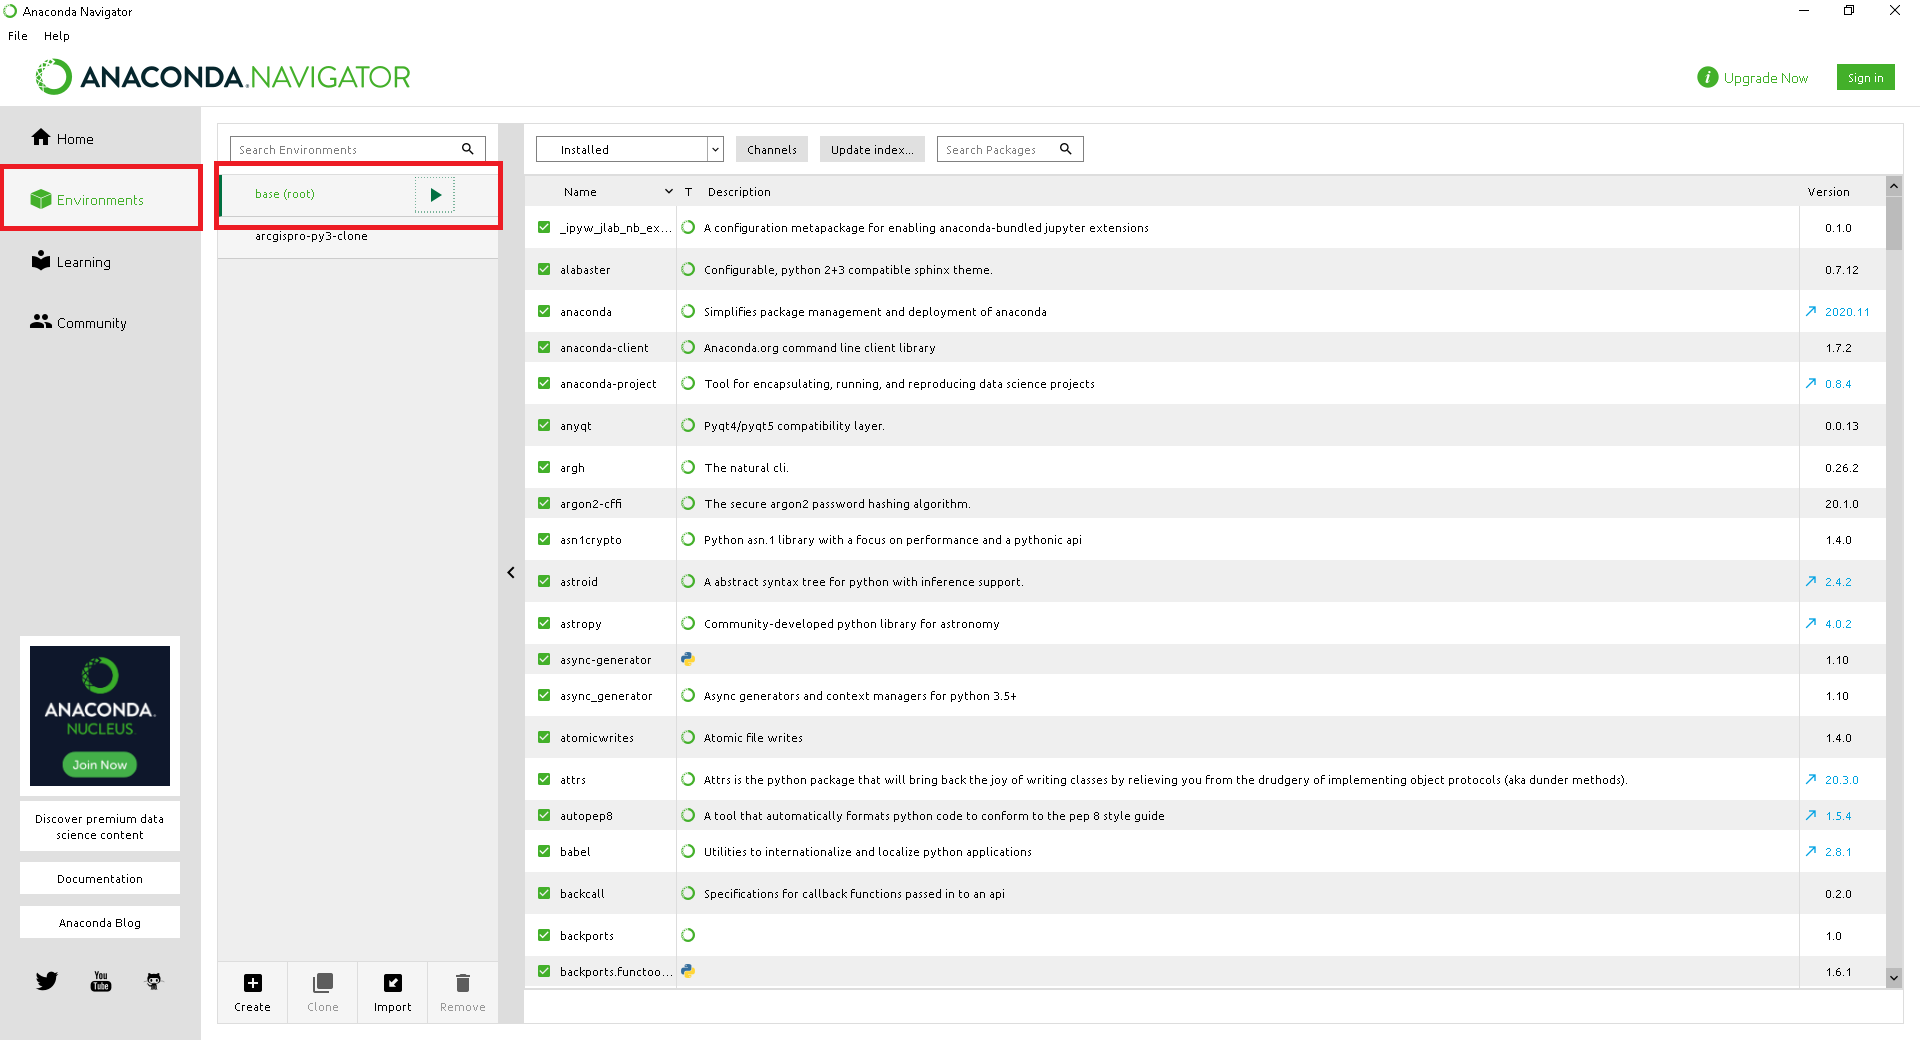 Anaconda Navigator
File Help
ANACONDA.NAVIGATOR
Upgrade Now
Sign in
Home
Environments
Learning
Community
ANACONDA.
NUCLEUS
Join Now
Discover premium data
science content
Documentation
Anaconda Blog
You
Tube
Search Environments
base (root)
arcgispro-py3-clone
Create Clone Import Remove
Installed Channels Update index... Search Packages
Name T Description Version
_ipyw_jlab_nb_ex... A configuration metapackage for enabling anaconda-bundled jupyter extensions 0.1.0
alabaster Configurable, python 2+3 compatible sphinx theme. 0.7.12
anaconda Simplifies package management and deployment of anaconda 2020.11
anaconda-client Anaconda.org command line client library 1.7.2
anaconda-project Tool for encapsulating, running, and reproducing data science projects 0.8.4
anyqt Pyqt4/pyqt5 compatibility layer. 0.0.13
argh The natural cli. 0.26.2
argon2-cffi The secure argon2 password hashing algorithm. 20.1.0
asn1crypto Python asn.1 library with a focus on performance and a pythonic api 1.4.0
astroid A abstract syntax tree for python with inference support. 2.4.2
astropy Community-developed python library for astronomy 4.0.2
async-generator 1.10
async_generator Async generators and context managers for python 3.5+ 1.10
atomicwrites Atomic file writes 1.4.0
attrs Attrs is the python package that will bring back the joy of writing classes by relieving you from the drudgery of implementing object protocols (aka dunder methods). 20.3.0
autopep8 A tool that automatically formats python code to conform to the pep 8 style guide 1.5.4
babel Utilities to internationalize and localize python applications 2.8.1
backcall Specifications for callback functions passed in to an api 0.2.0
backports 1.0
backports.functoo... 1.6.1